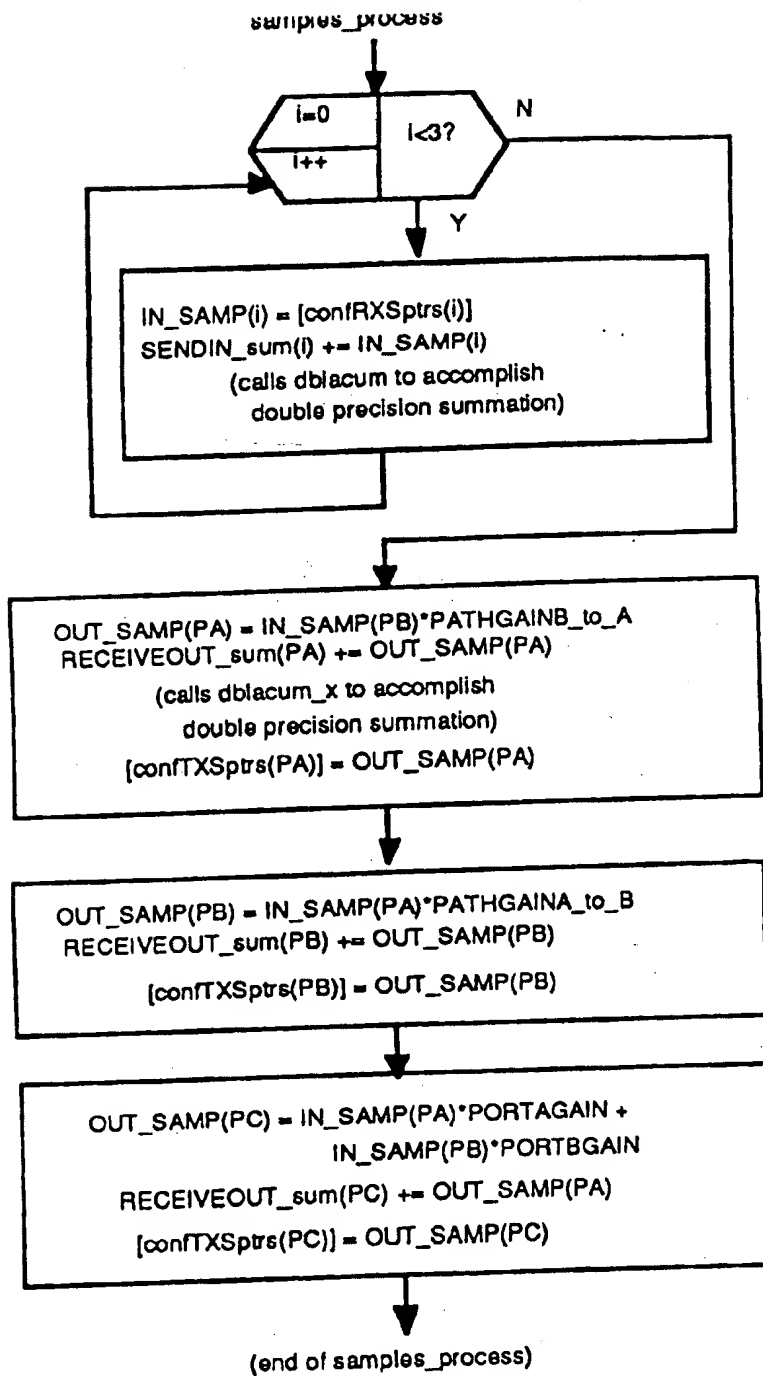 samples_process
i=0
i<3?
N
i++
Y
IN_SAMP(i) = [confRXSptrs(i)]
SENDIN_sum(i) += IN_SAMP(i)
(calls dblacum to accomplish
double precision summation)
OUT_SAMP(PA) = IN_SAMP(PB)*PATHGAINB_to_A
RECEIVEOUT_sum(PA) += OUT_SAMP(PA)
(calls dblacum_x to accomplish
double precision summation)
[confTXSptrs(PA)] = OUT_SAMP(PA)
OUT_SAMP(PB) = IN_SAMP(PA)*PATHGAINA_to_B
RECEIVEOUT_sum(PB) += OUT_SAMP(PB)
[confTXSptrs(PB)] = OUT_SAMP(PB)
OUT_SAMP(PC) = IN_SAMP(PA)*PORTAGAIN +
IN_SAMP(PB)*PORTBGAIN
RECEIVEOUT_sum(PC) += OUT_SAMP(PA)
[confTXSptrs(PC)] = OUT_SAMP(PC)
(end of samples_process)